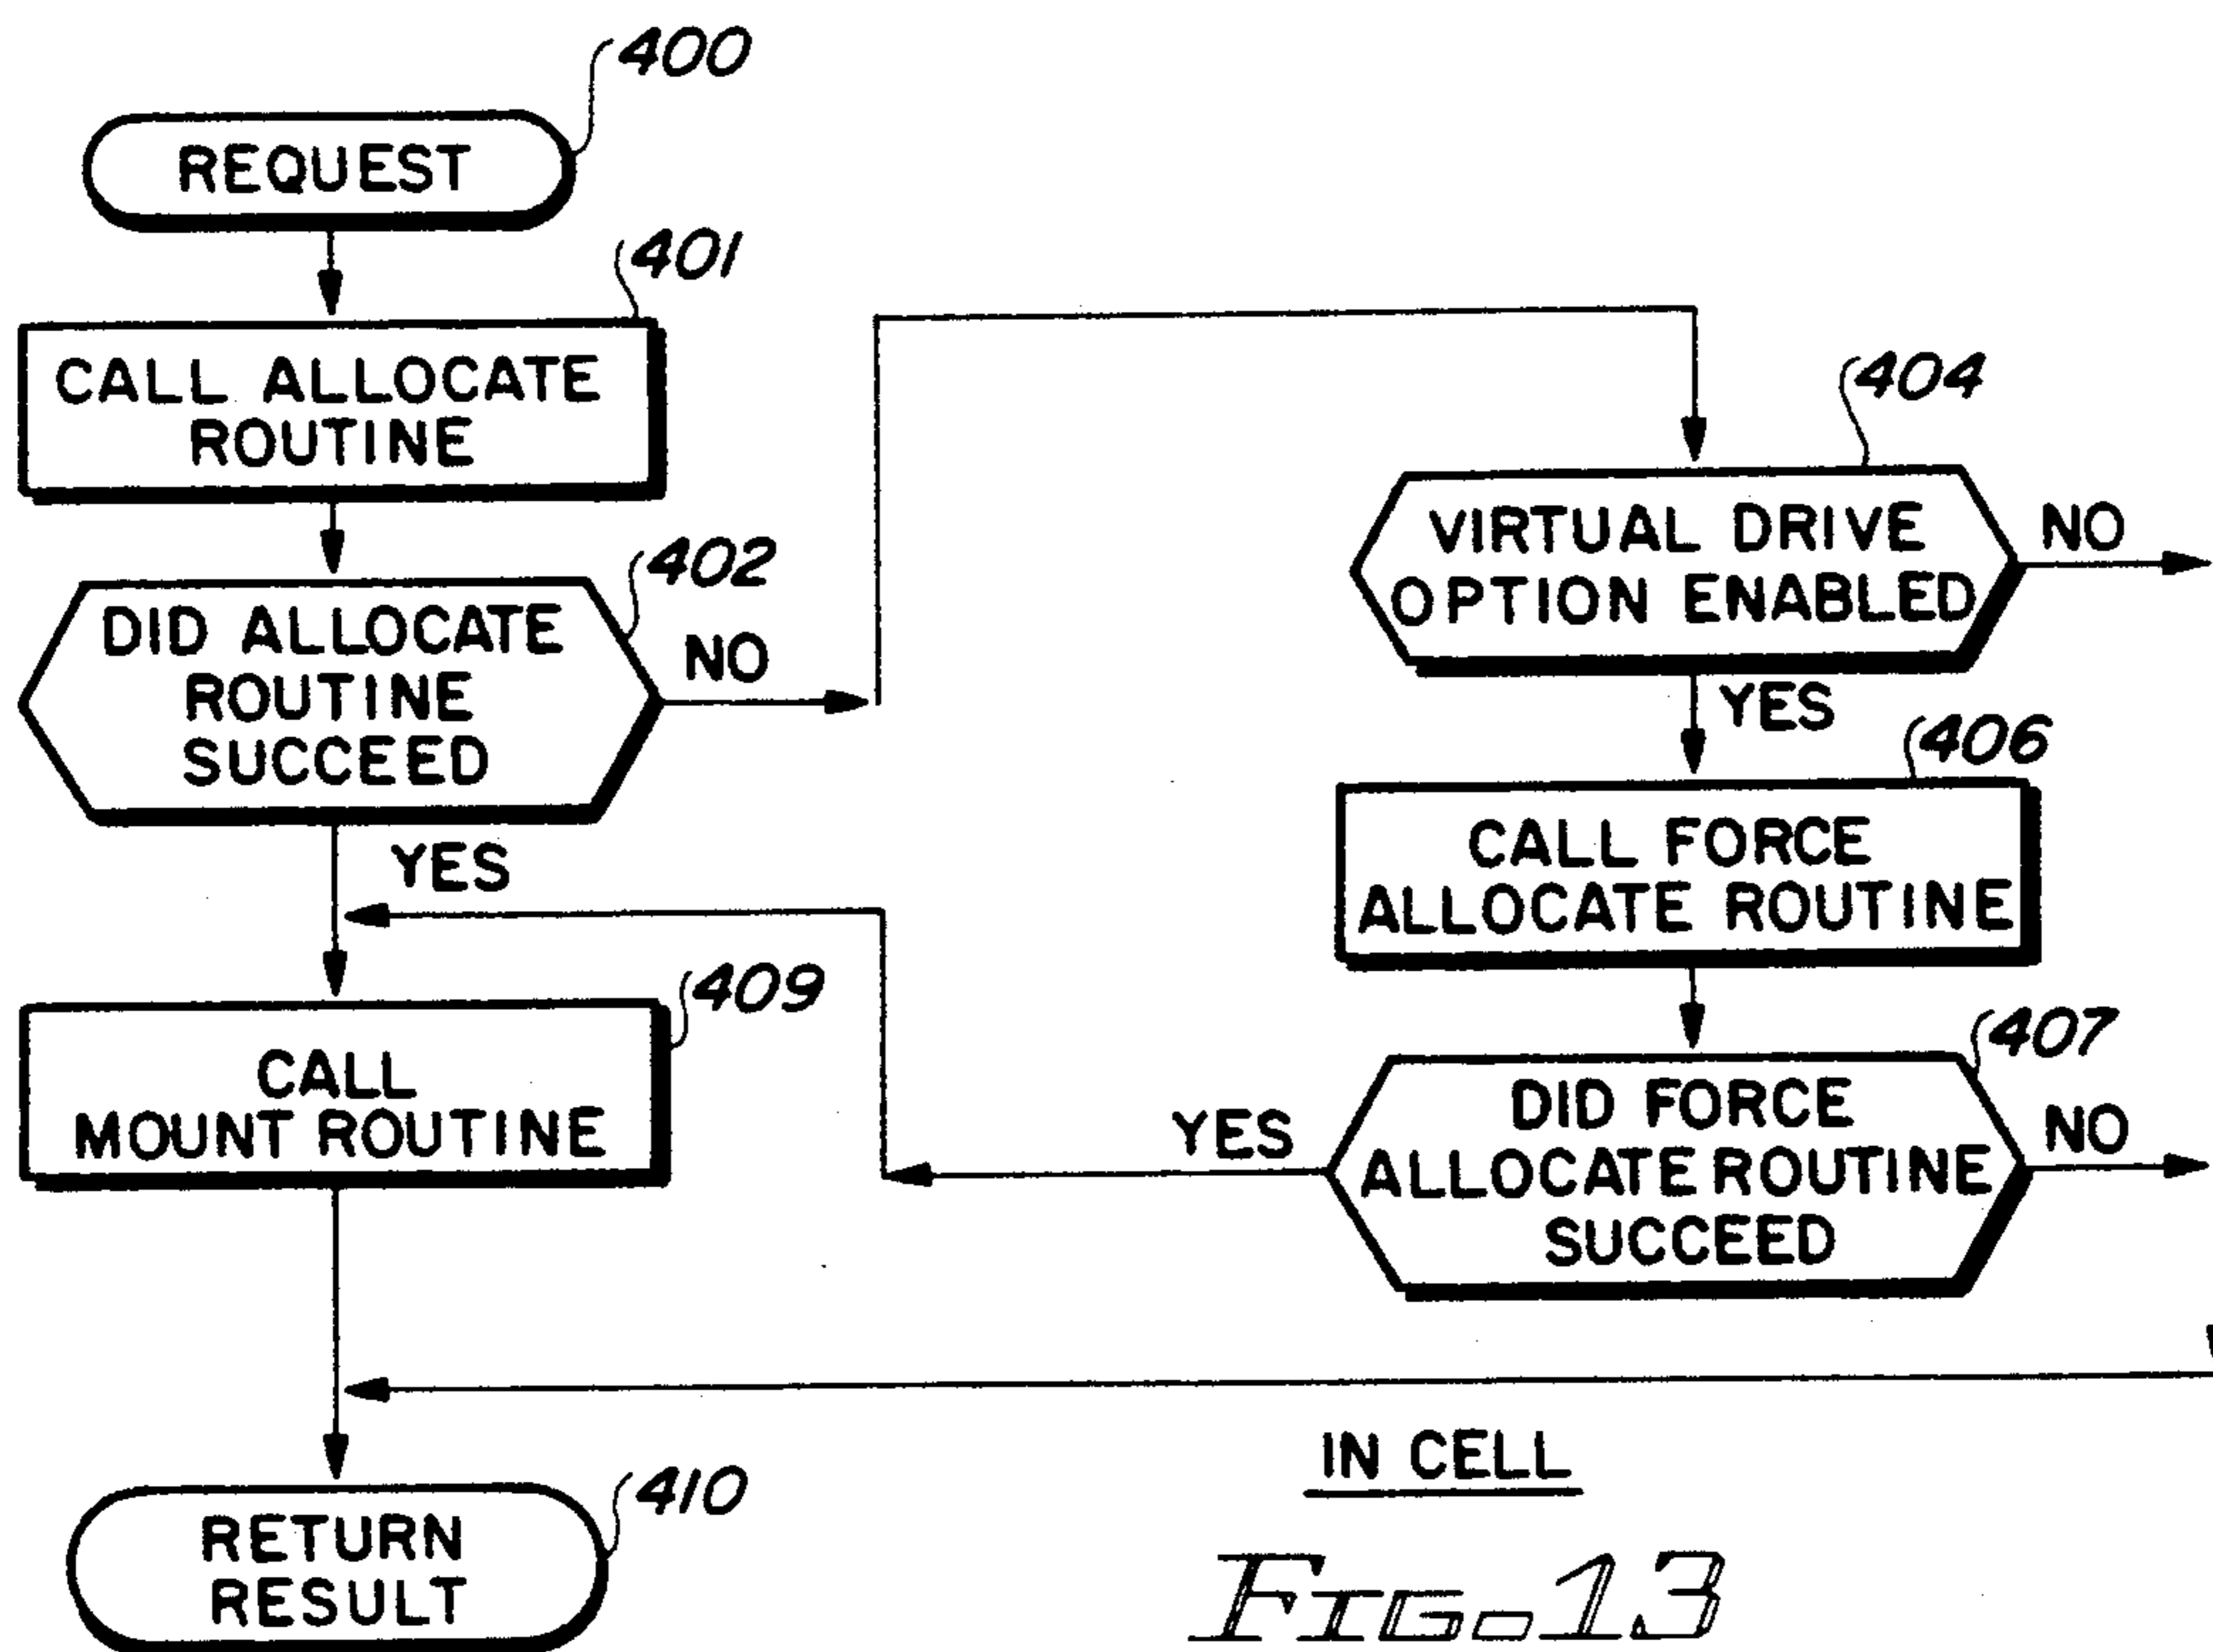 400
REQUEST
401
CALL ALLOCATE
ROUTINE
402
DID ALLOCATE
ROUTINE
SUCCEED
NO
YES
404
VIRTUAL DRIVE
OPTION ENABLED
NO
YES
406
CALL FORCE
ALLOCATE ROUTINE
407
DID FORCE
ALLOCATE ROUTINE
SUCCEED
NO
YES
409
CALL
MOUNT ROUTINE
410
RETURN
RESULT
IN CELL
FIG. 13